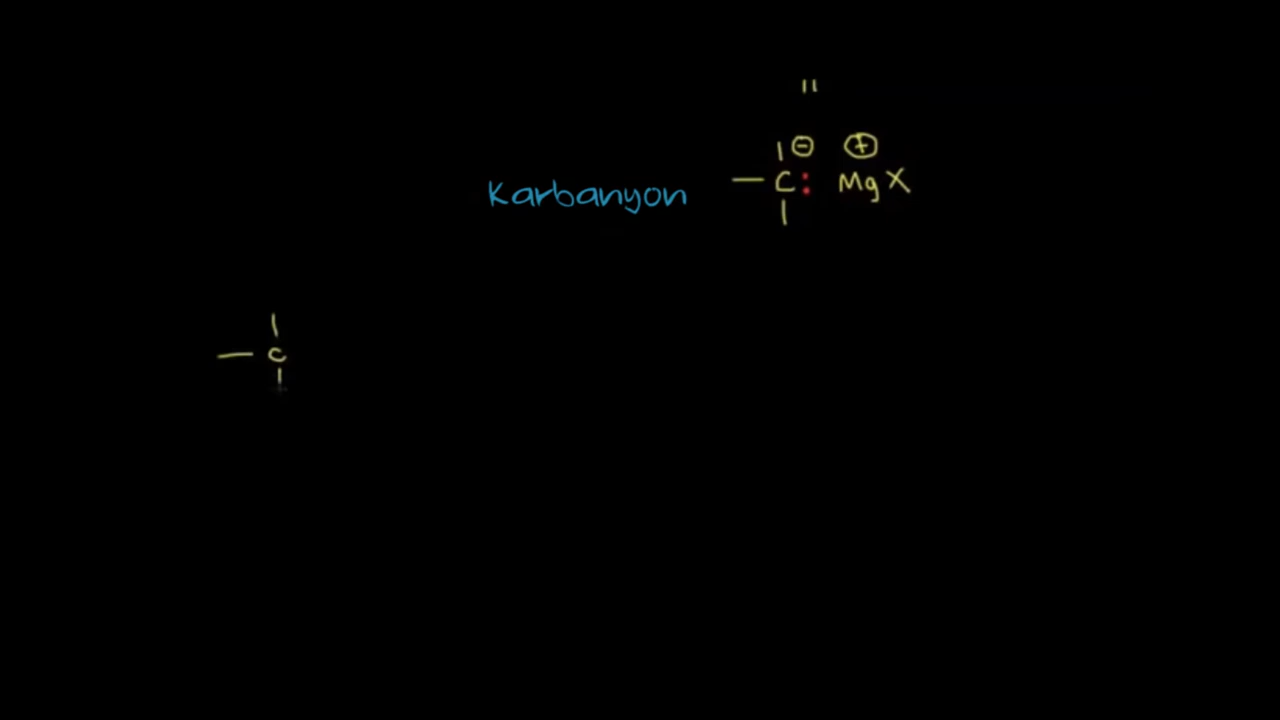 ||
⊖ ⊕
Karbanyon — C : MgX
— C